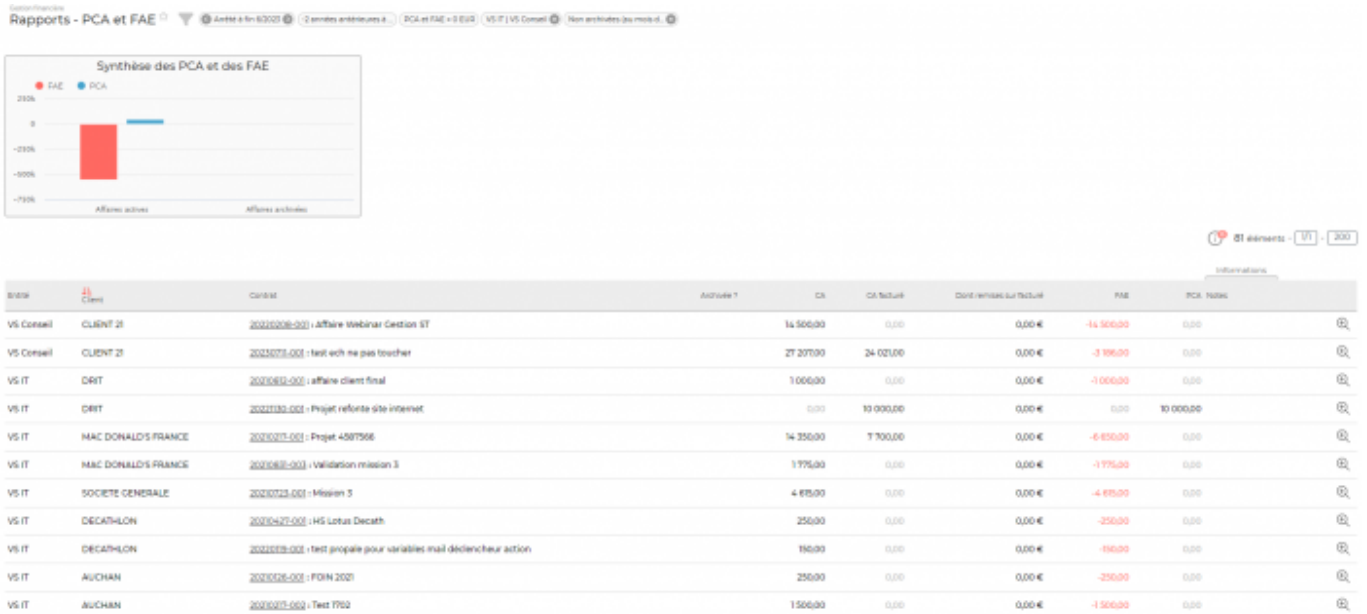 Gestion financière
Rapports - PCA et FAE Arrêté à fin 6/2023 -2 années antérieures à... PCA et FAE ≠ 0 EUR VS IT | VS Conseil Non archivées (au mois d...
Synthèse des PCA et des FAE
FAE PCA
250k
0
-250k
-500k
-750k
Affaires actives Affaires archivées
81 éléments - 1/1 - 200
Informations
Entité Client Contrat Archivée ? CA CA facturé Dont remises sur facturé FAE PCA Notes
VS Conseil CLIENT 21 20220208-001 : Affaire Webinar Gestion ST 14 500,00 0,00 0,00 € -14 500,00 0,00
VS Conseil CLIENT 21 20230711-001 : test ech ne pas toucher 27 207,00 24 021,00 0,00 € -3 186,00 0,00
VS IT DRIT 20210812-001 : affaire client final 1 000,00 0,00 0,00 € -1 000,00 0,00
VS IT DRIT 20221130-001 : Projet refonte site internet 0,00 10 000,00 0,00 € 0,00 10 000,00
VS IT MAC DONALD'S FRANCE 20210217-001 : Projet 4587566 14 350,00 7 700,00 0,00 € -6 650,00 0,00
VS IT MAC DONALD'S FRANCE 20210831-003 : Validation mission 3 1 775,00 0,00 0,00 € -1 775,00 0,00
VS IT SOCIETE GENERALE 20210723-001 : Mission 3 4 615,00 0,00 0,00 € -4 615,00 0,00
VS IT DECATHLON 20210427-001 : HS Lotus Decath 250,00 0,00 0,00 € -250,00 0,00
VS IT DECATHLON 20220119-001 : test propale pour variables mail déclencheur action 150,00 0,00 0,00 € -150,00 0,00
VS IT AUCHAN 20210126-001 : FOIN 2021 250,00 0,00 0,00 € -250,00 0,00
VS IT AUCHAN 20210217-002 : Test 1702 1 500,00 0,00 0,00 € -1 500,00 0,00